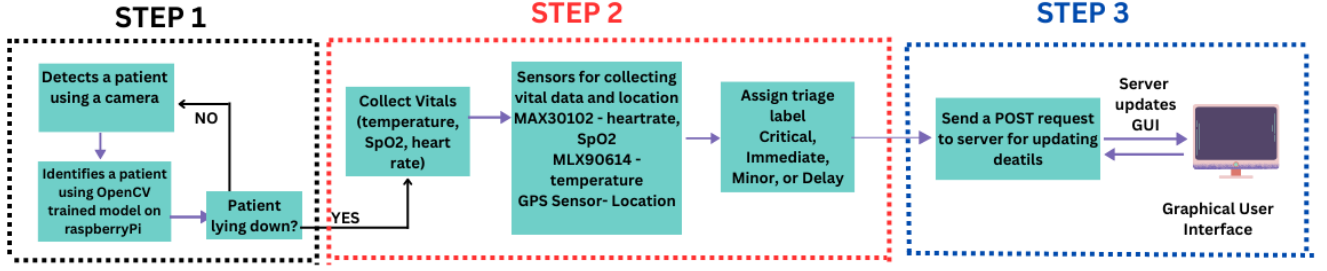 STEP 1
Detects a patient
using a camera
NO
Identifies a patient
using OpenCV
trained model on
raspberryPi
Patient
lying down?
YES
STEP 2
Collect Vitals
(temperature,
SpO2, heart
rate)
Sensors for collecting
vital data and location
MAX30102 - heartrate,
SpO2
MLX90614 -
temperature
GPS Sensor- Location
Assign triage
label
Critical,
Immediate,
Minor, or Delay
STEP 3
Send a POST request
to server for updating
deatils
Server
updates
GUI
Graphical User
Interface